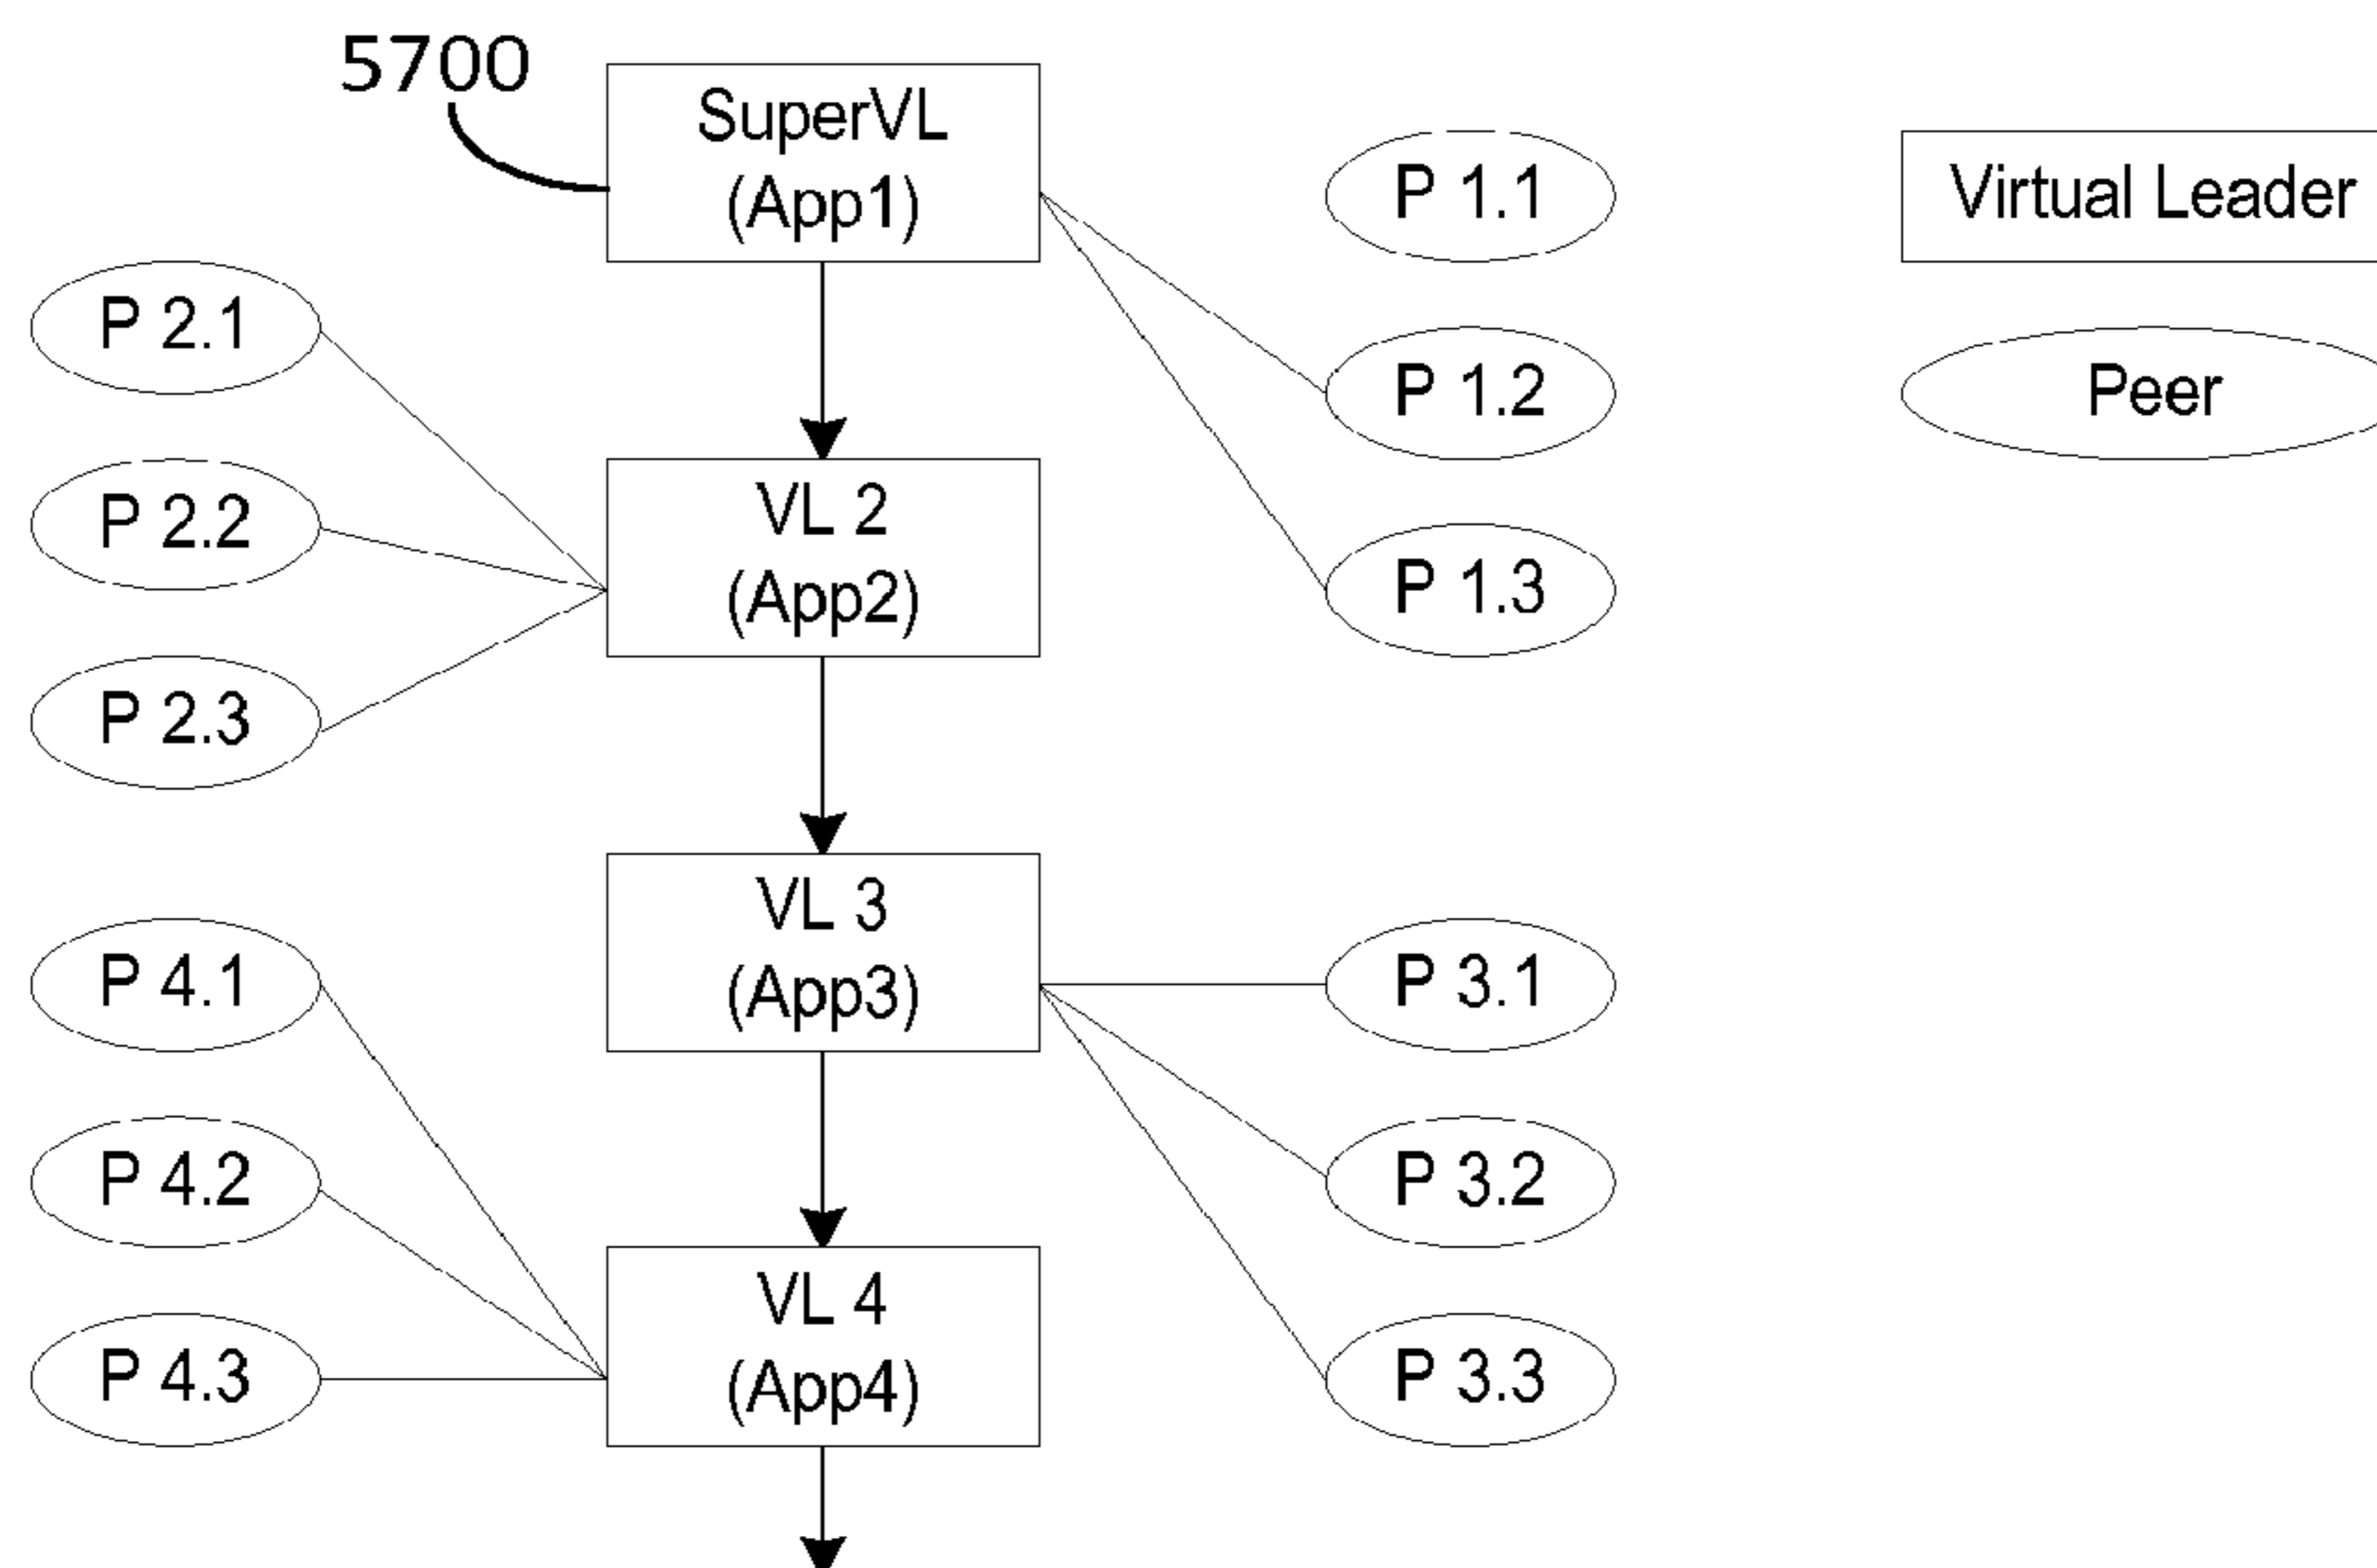 5700
SuperVL
(App1)
P 1.1
Virtual Leader
P 2.1
P 1.2
Peer
P 2.2
VL 2
(App2)
P 1.3
P 2.3
VL 3
(App3)
P 4.1
P 3.1
P 4.2
P 3.2
VL 4
(App4)
P 4.3
P 3.3